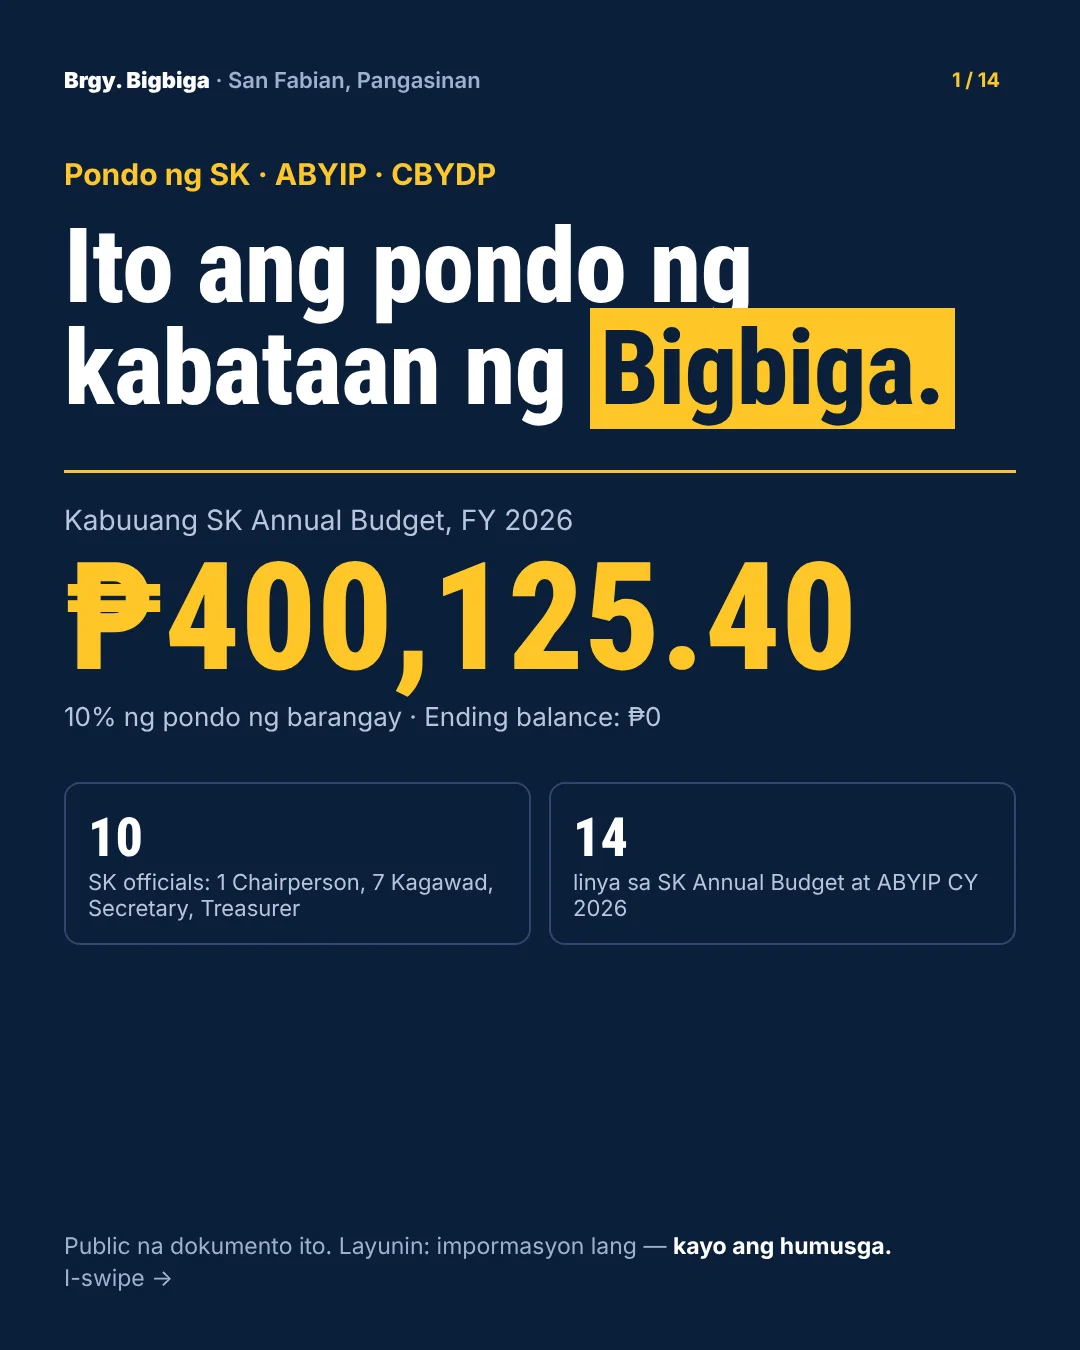 Brgy. Bigbiga · San Fabian, Pangasinan
1 / 14
Pondo ng SK · ABYIP · CBYDP
Ito ang pondo ng
kabataan ng Bigbiga.
Kabuuang SK Annual Budget, FY 2026
₱400,125.40
10% ng pondo ng barangay · Ending balance: ₱0
10
SK officials: 1 Chairperson, 7 Kagawad,
Secretary, Treasurer
14
linya sa SK Annual Budget at ABYIP CY
2026
Public na dokumento ito. Layunin: impormasyon lang — kayo ang humusga.
I-swipe →